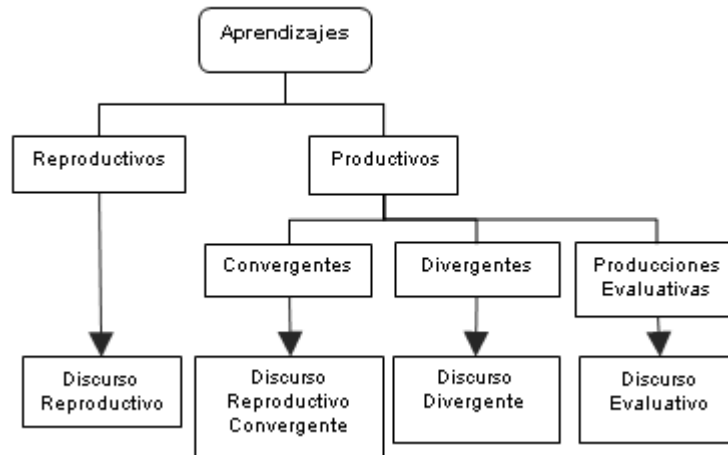 Aprendizajes
Reproductivos
Productivos
Convergentes
Divergentes
Producciones
Evaluativas
Discurso
Reproductivo
Discurso
Reproductivo
Convergente
Discurso
Divergente
Discurso
Evaluativo